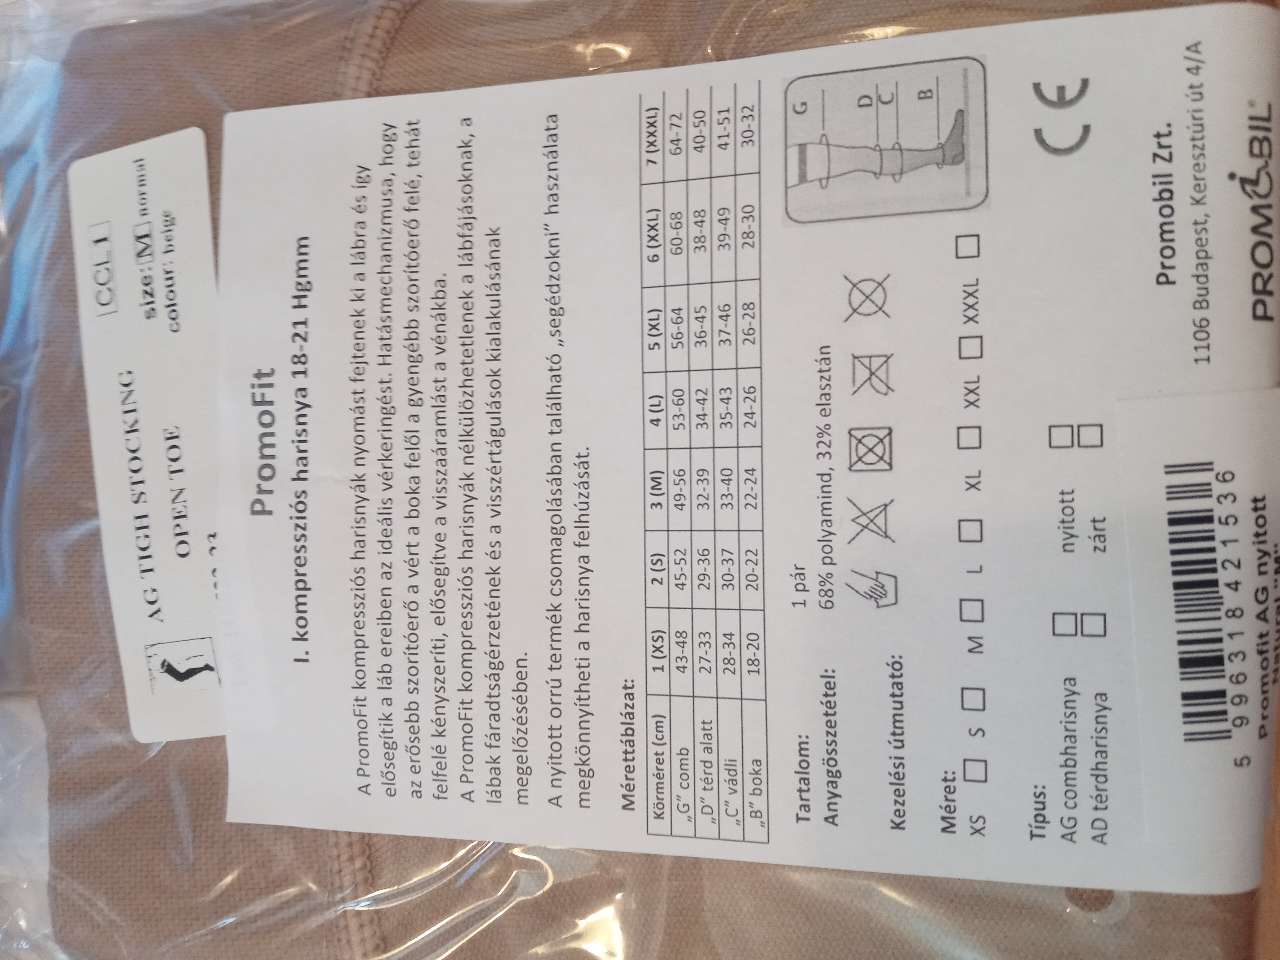 CCL 1
AG TIGH STOCKING size: M normal
OPEN TOE colour: beige
PromoFit
I. kompressziós harisnya 18-21 Hgmm
A PromoFit kompressziós harisnyák nyomást fejtenek ki a lábra és így
elősegítik a láb ereiben az ideális vérkeringést. Hatásmechanizmusa, hogy
az erősebb szorítóerő a vért a boka felől a gyengébb szorítóerő felé, tehát
felfelé kényszeríti, elősegítve a visszaáramlást a vénákba.
A PromoFit kompressziós harisnyák nélkülözhetetlenek a lábfájásoknak, a
lábak fáradtságérzetének és a visszértágulások kialakulásának
megelőzésében.
A nyitott orrú termék csomagolásában található „segédzokni” használata
megkönnyítheti a harisnya felhúzását.
Mérettáblázat:
Körméret (cm) 1 (XS) 2 (S) 3 (M) 4 (L) 5 (XL) 6 (XXL) 7 (XXXL)
„G” comb 43-48 45-52 49-56 53-60 56-64 60-68 64-72
„D” térd alatt 27-33 29-36 32-39 34-42 36-45 38-48 40-50
„C” vádli 28-34 30-37 33-40 35-43 37-46 39-49 41-51
„B” boka 18-20 20-22 22-24 24-26 26-28 28-30 30-32
G
D
C
B
Tartalom: 1 pár
Anyagösszetétel: 68% polyamind, 32% elasztán
Kezelési útmutató:
Méret:
XS S M L XL XXL XXXL
Típus:
AG combharisnya nyitott
AD térdharisnya zárt
CE
Promobil Zrt.
1106 Budapest, Keresztúri út 4/A
PROMOBIL®
5 996318 421536
Promofit AG nyitott